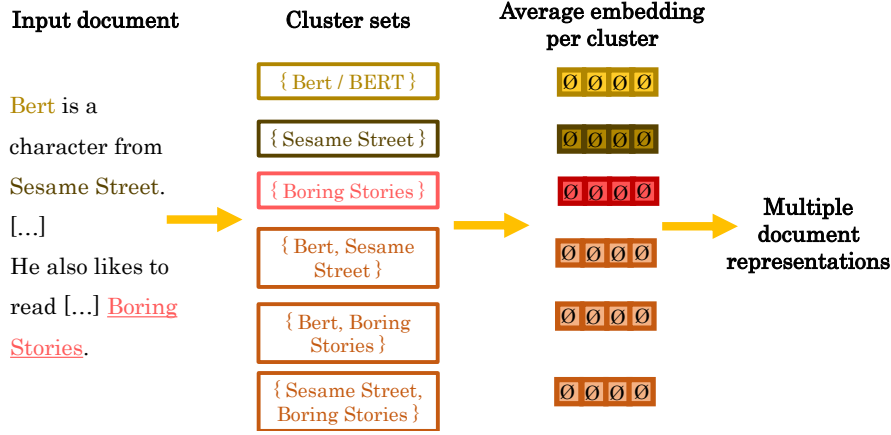 Input document
Bert is a
character from
Sesame Street.
[...]
He also likes to
read [...] Boring
Stories.
Cluster sets
{ Bert / BERT }
{ Sesame Street }
{ Boring Stories }
{ Bert, Sesame
Street }
{ Bert, Boring
Stories }
{ Sesame Street,
Boring Stories }
Average embedding
per cluster
Ø Ø Ø Ø
Ø Ø Ø Ø
Ø Ø Ø Ø
Ø Ø Ø Ø
Ø Ø Ø Ø
Ø Ø Ø Ø
Multiple
document
representations